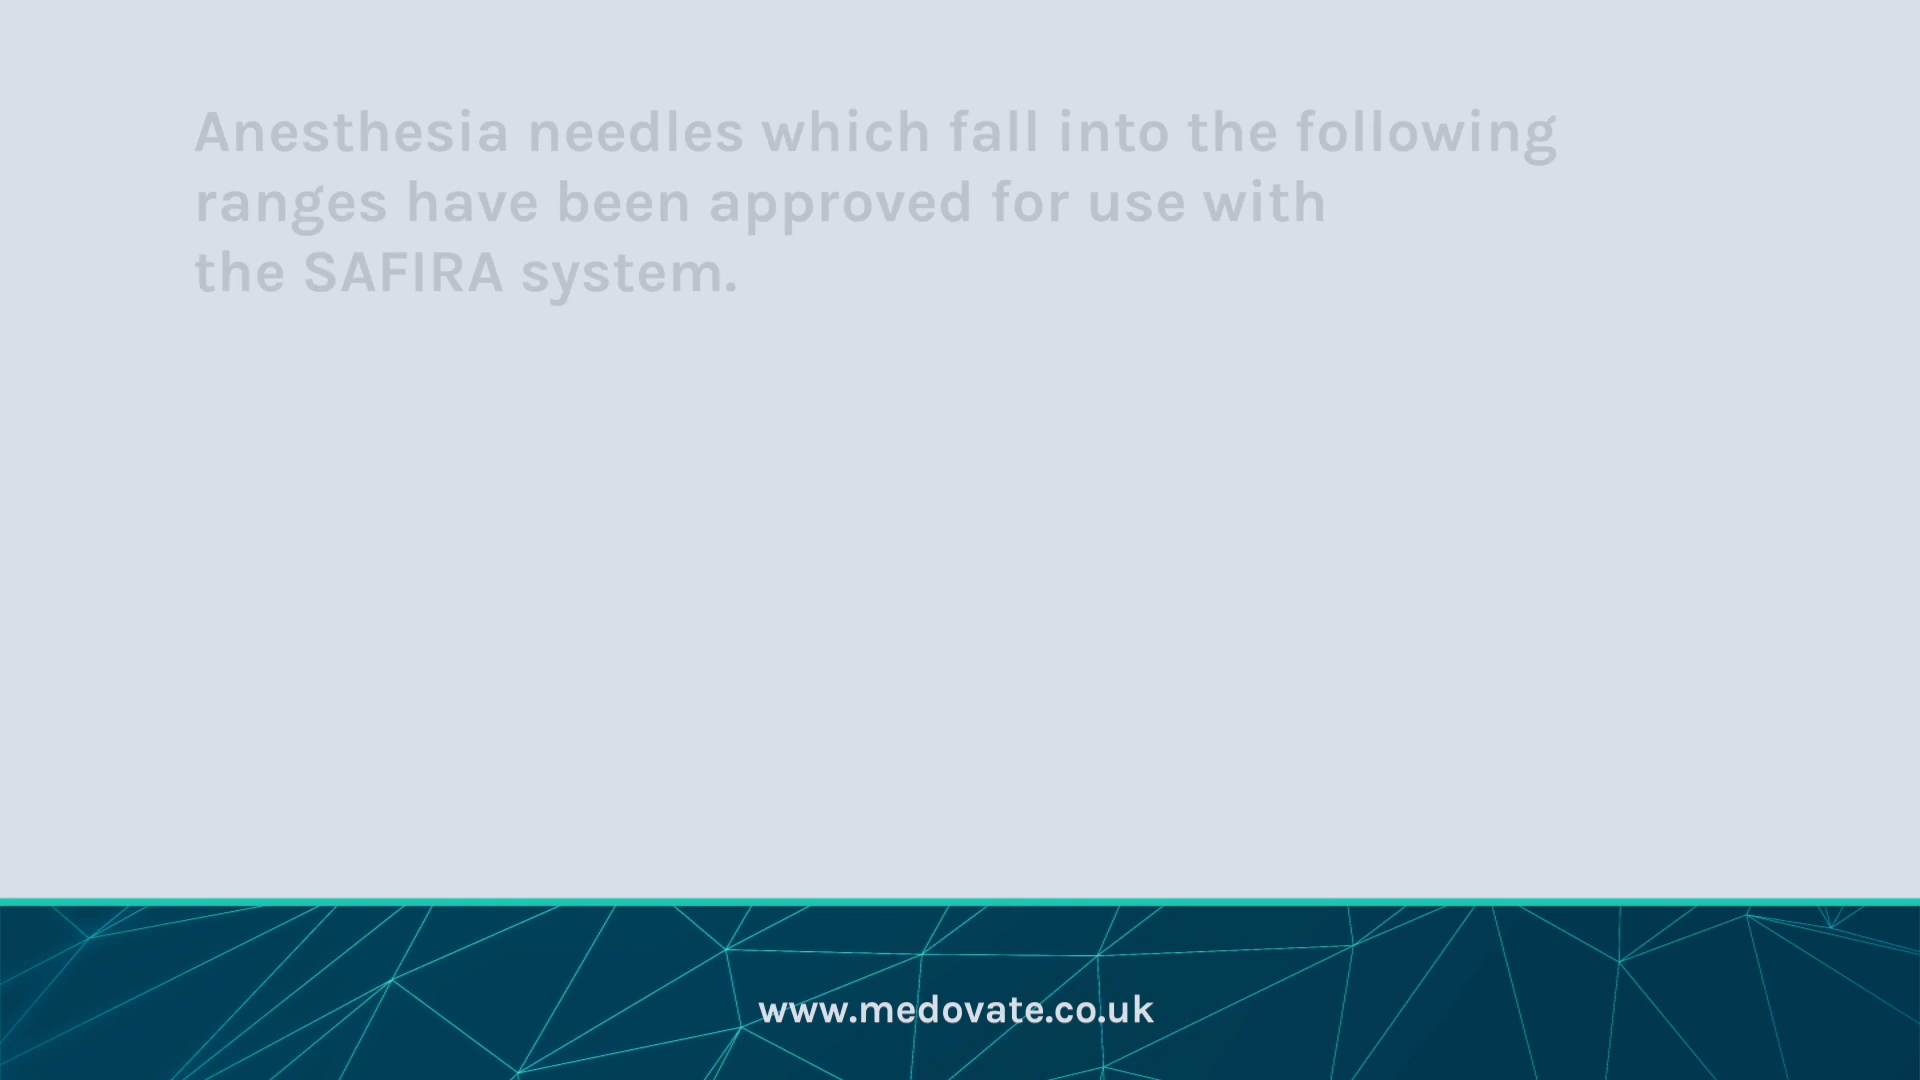 Anesthesia needles which fall into the following
ranges have been approved for use with
the SAFIRA system.
www.medovate.co.uk